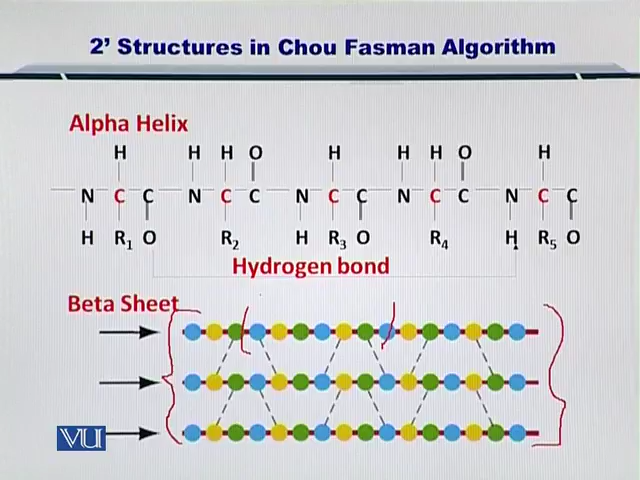 2’ Structures in Chou Fasman Algorithm
Alpha Helix
H H H O H H H O H
N C C N C C N C C N C C N C C
H R₁ O R₂ H R₃ O R₄ H R₅ O
Hydrogen bond
Beta Sheet
VU